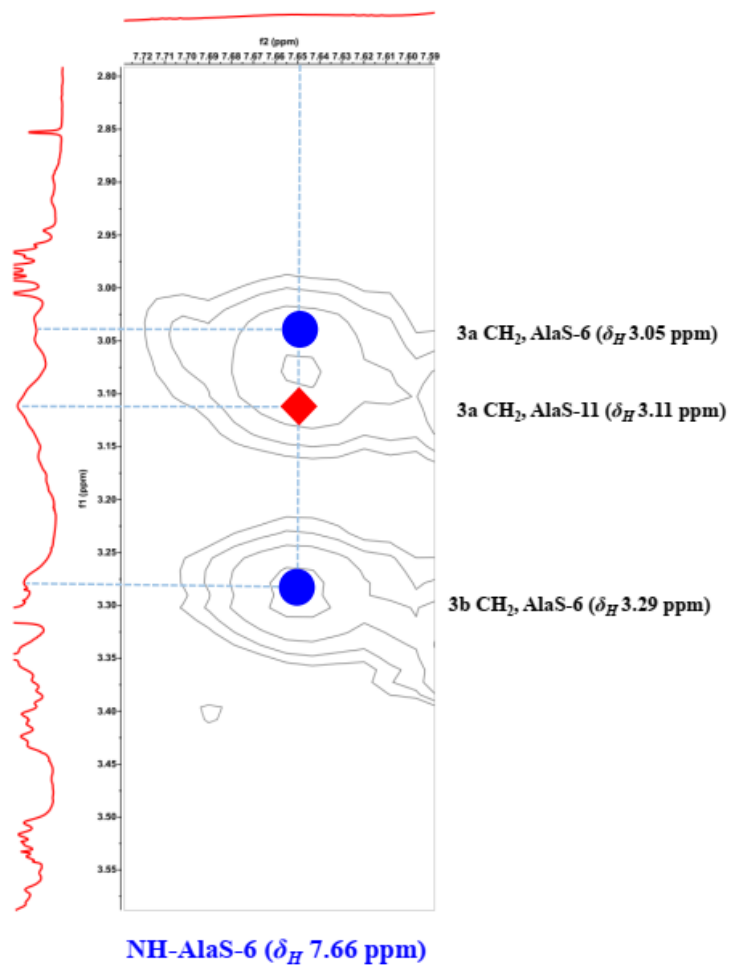 f2 (ppm)
7.72 7.71 7.70 7.69 7.68 7.67 7.66 7.65 7.64 7.63 7.62 7.61 7.60 7.59
2.80
2.85
2.90
2.95
3.00
3.05
3.10
3.15
3.20
3.25
3.30
3.35
3.40
3.45
3.50
3.55
f1 (ppm)
3a CH₂, AlaS-6 (δH 3.05 ppm)
3a CH₂, AlaS-11 (δH 3.11 ppm)
3b CH₂, AlaS-6 (δH 3.29 ppm)
NH-AlaS-6 (δH 7.66 ppm)